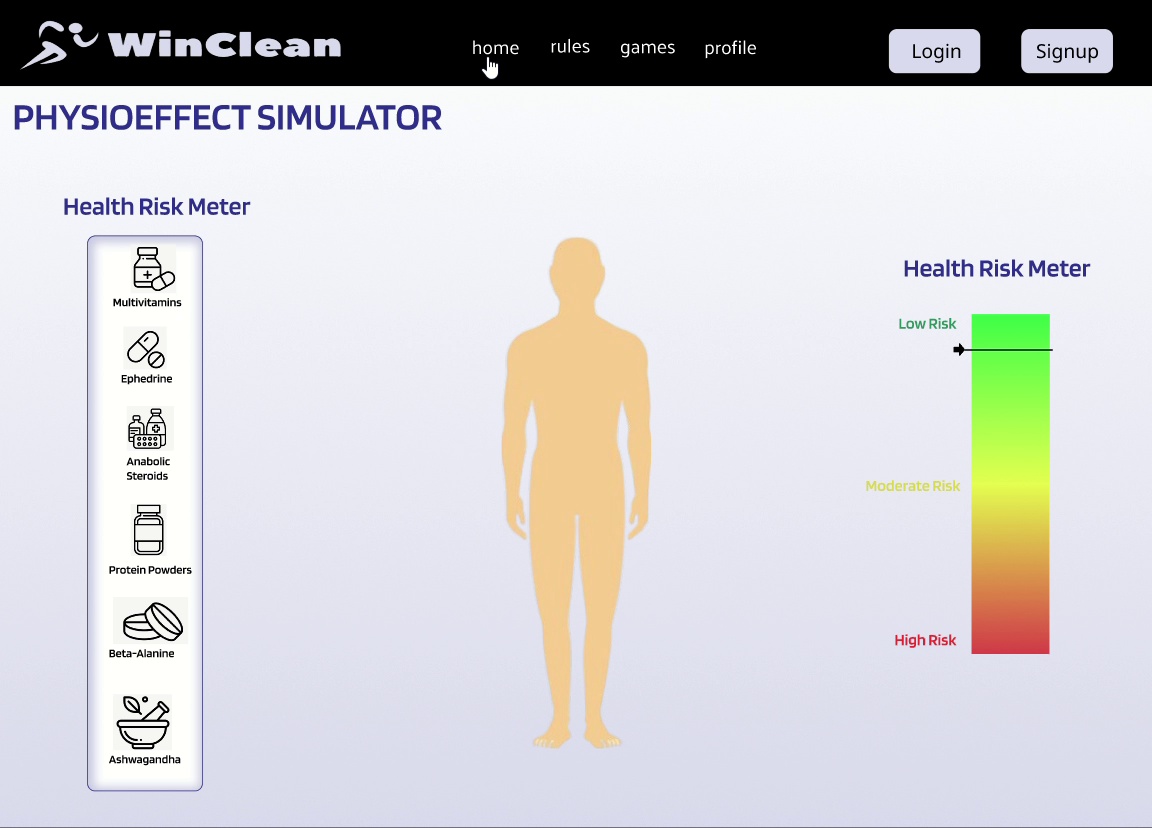 WinClean
home rules games profile
Login Signup
PHYSIOEFFECT SIMULATOR
Health Risk Meter
Multivitamins
Ephedrine
Anabolic
Steroids
Protein Powders
Beta-Alanine
Ashwagandha
Health Risk Meter
Low Risk
Moderate Risk
High Risk